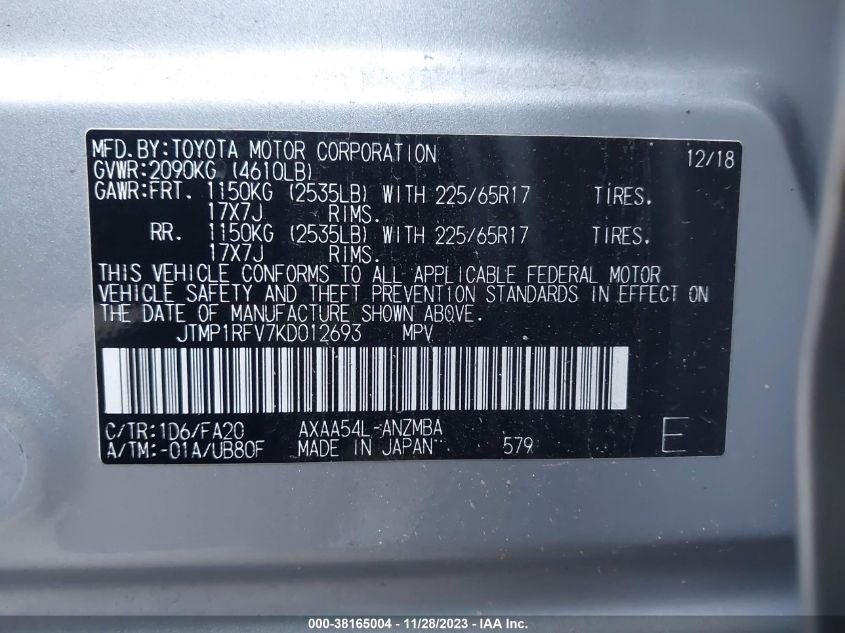 MFD.BY:TOYOTA MOTOR CORPORATION 12/18
GVWR:2090KG (4610LB)
GAWR:FRT. 1150KG (2535LB) WITH 225/65R17 TIRES.
17X7J RIMS.
RR. 1150KG (2535LB) WITH 225/65R17 TIRES.
17X7J RIMS.
THIS VEHICLE CONFORMS TO ALL APPLICABLE FEDERAL MOTOR
VEHICLE SAFETY AND THEFT PREVENTION STANDARDS IN EFFECT ON
THE DATE OF MANUFACTURE SHOWN ABOVE.
JTMP1RFV7KD012693 MPV
C/TR:1D6/FA20 AXAA54L-ANZMBA
A/TM:-01A/UB80F MADE IN JAPAN 579 E
000-38165004 | 11/28/2023 | IAA Inc.